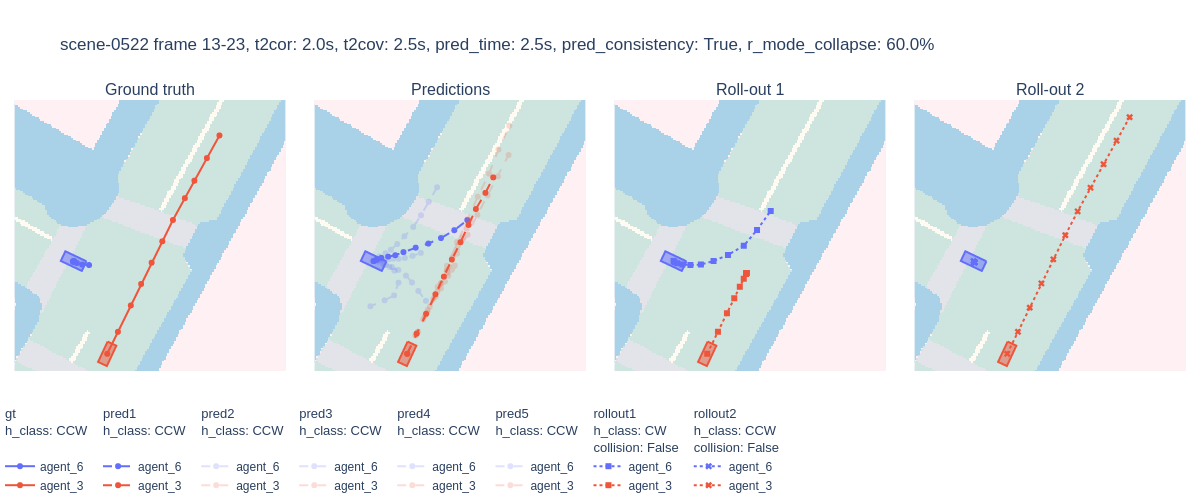 scene-0522 frame 13-23, t2cor: 2.0s, t2cov: 2.5s, pred_time: 2.5s, pred_consistency: True, r_mode_collapse: 60.0%
Ground truth
Predictions
Roll-out 1
Roll-out 2
gt
h_class: CCW
agent_6
agent_3
pred1
h_class: CCW
agent_6
agent_3
pred2
h_class: CCW
agent_6
agent_3
pred3
h_class: CCW
agent_6
agent_3
pred4
h_class: CCW
agent_6
agent_3
pred5
h_class: CCW
agent_6
agent_3
rollout1
h_class: CW
collision: False
agent_6
agent_3
rollout2
h_class: CCW
collision: False
agent_6
agent_3